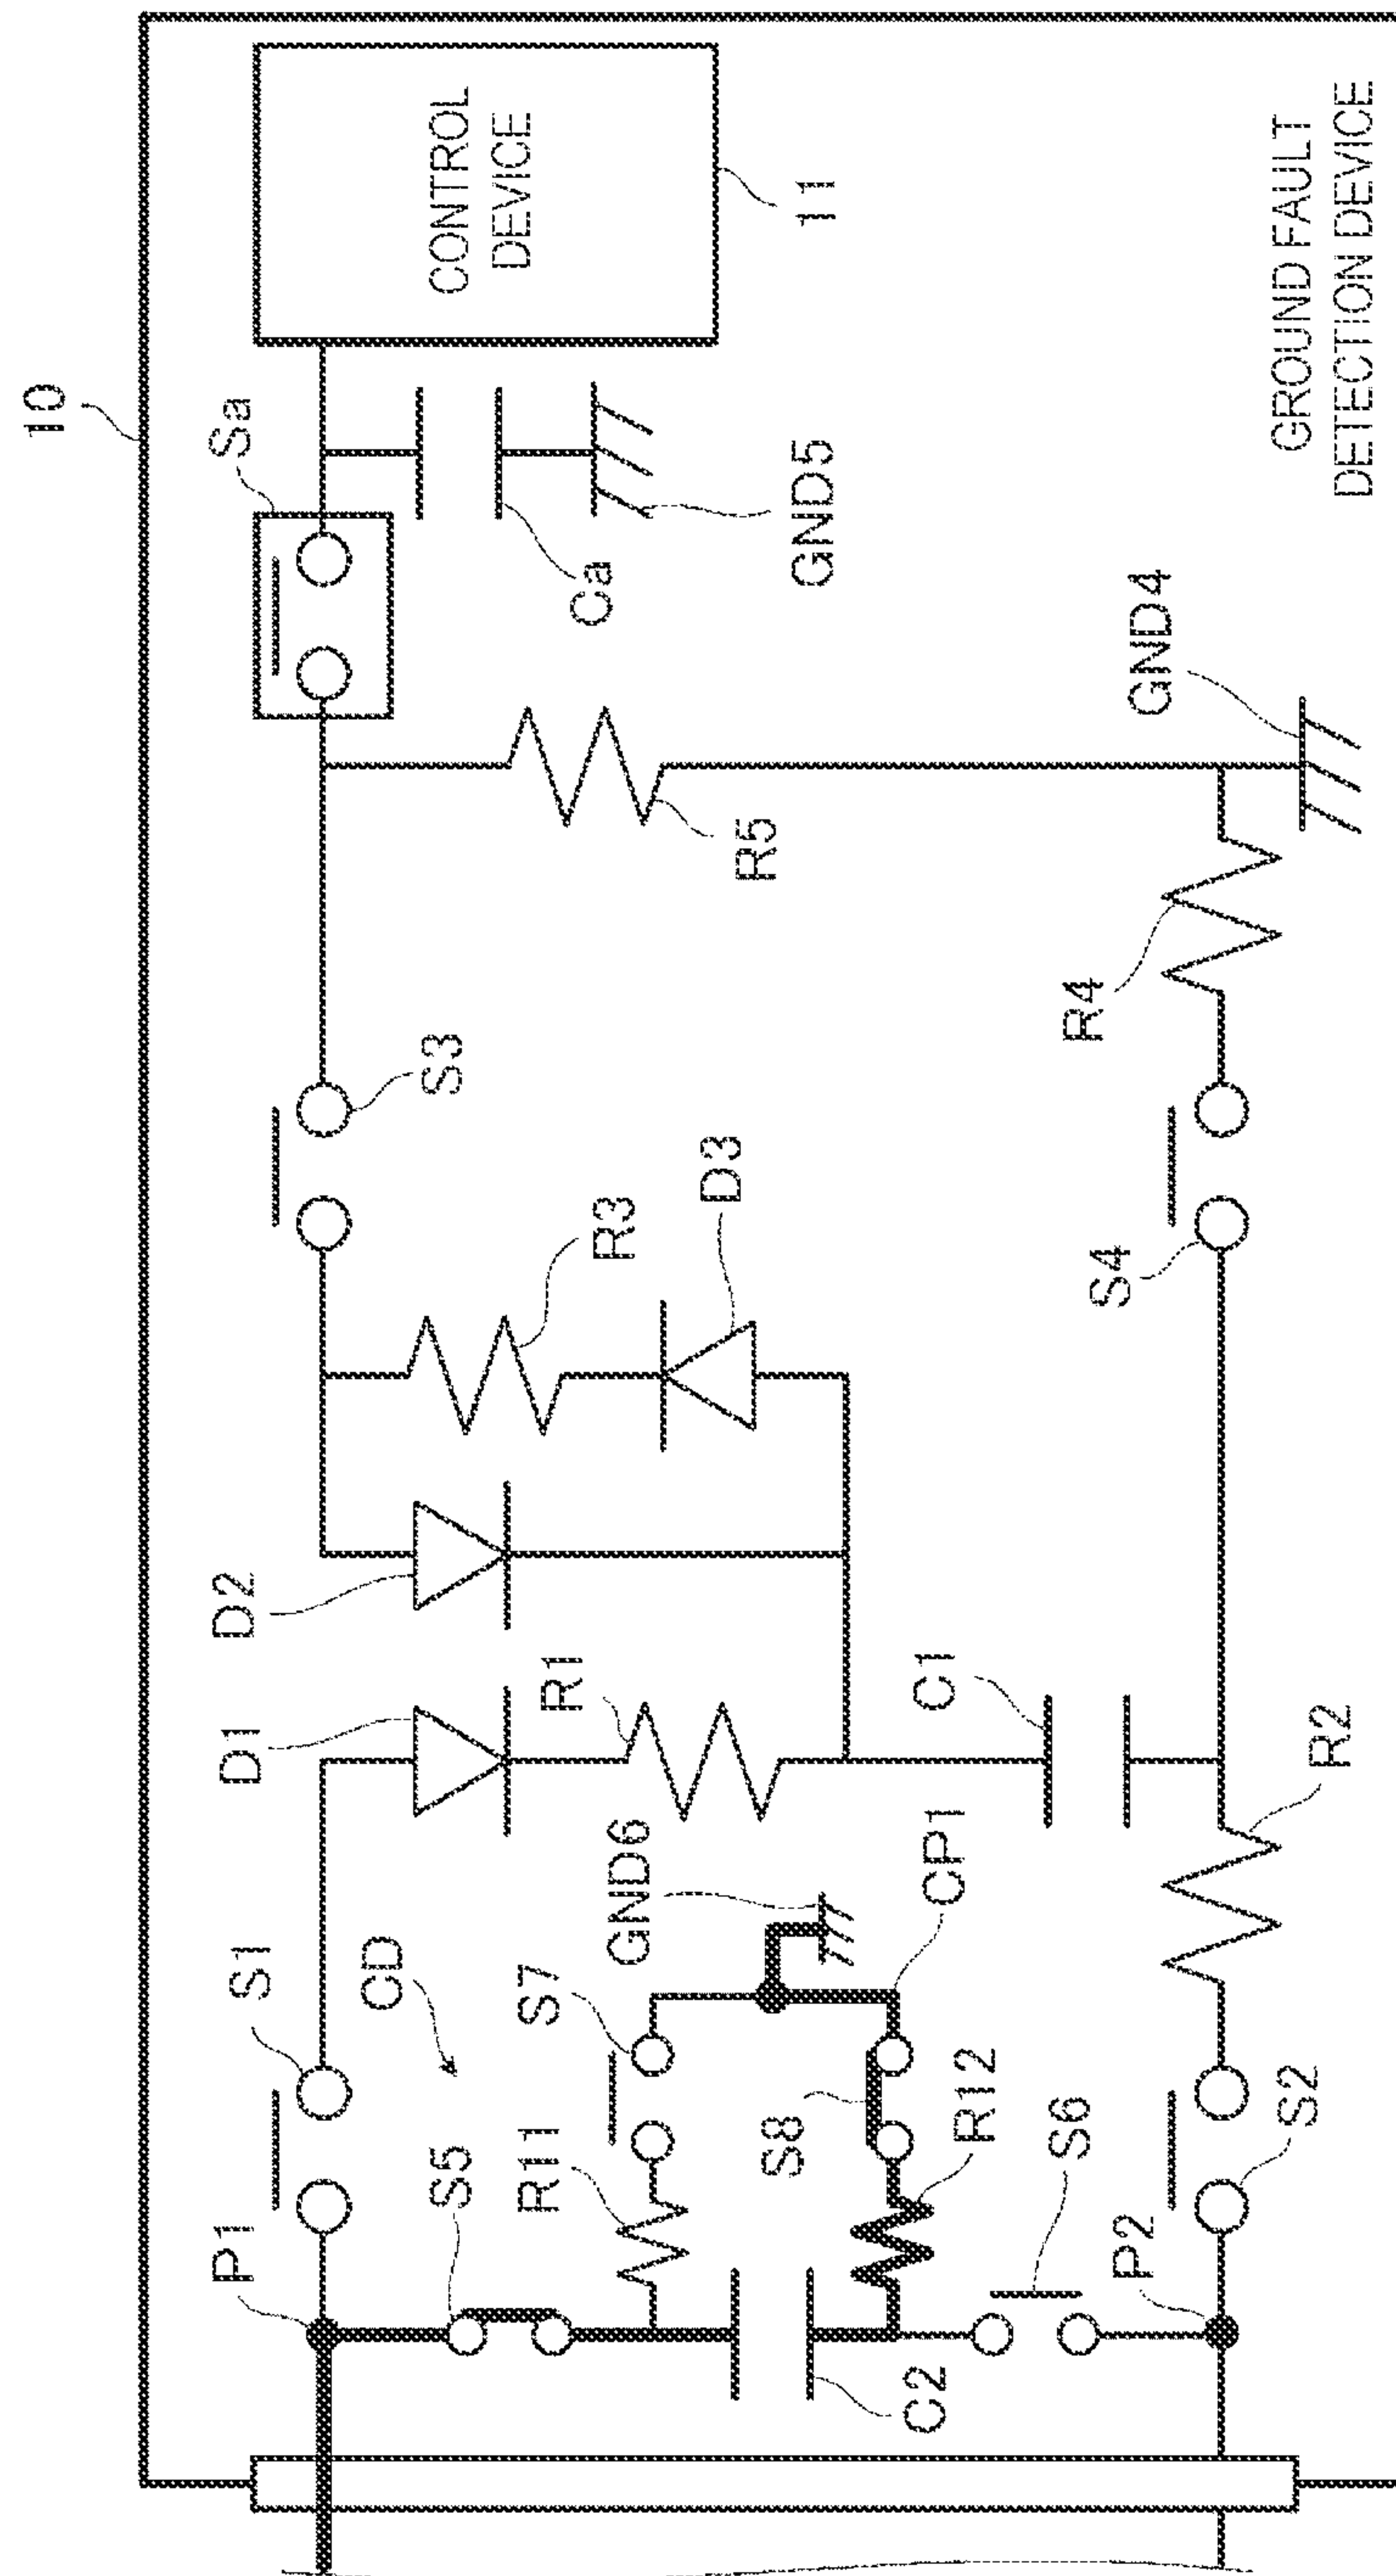 10
Sa
CONTROL
DEVICE
11
Ca
GND5
GROUND FAULT
DETECTION DEVICE
GND4
R5
R4
S3
R3
D3
S4
D2
D1
R1
C1
R2
GND6
CP1
S1
CD
S7
S5
R11
S8
R12
S6
S2
P1
P2
C2